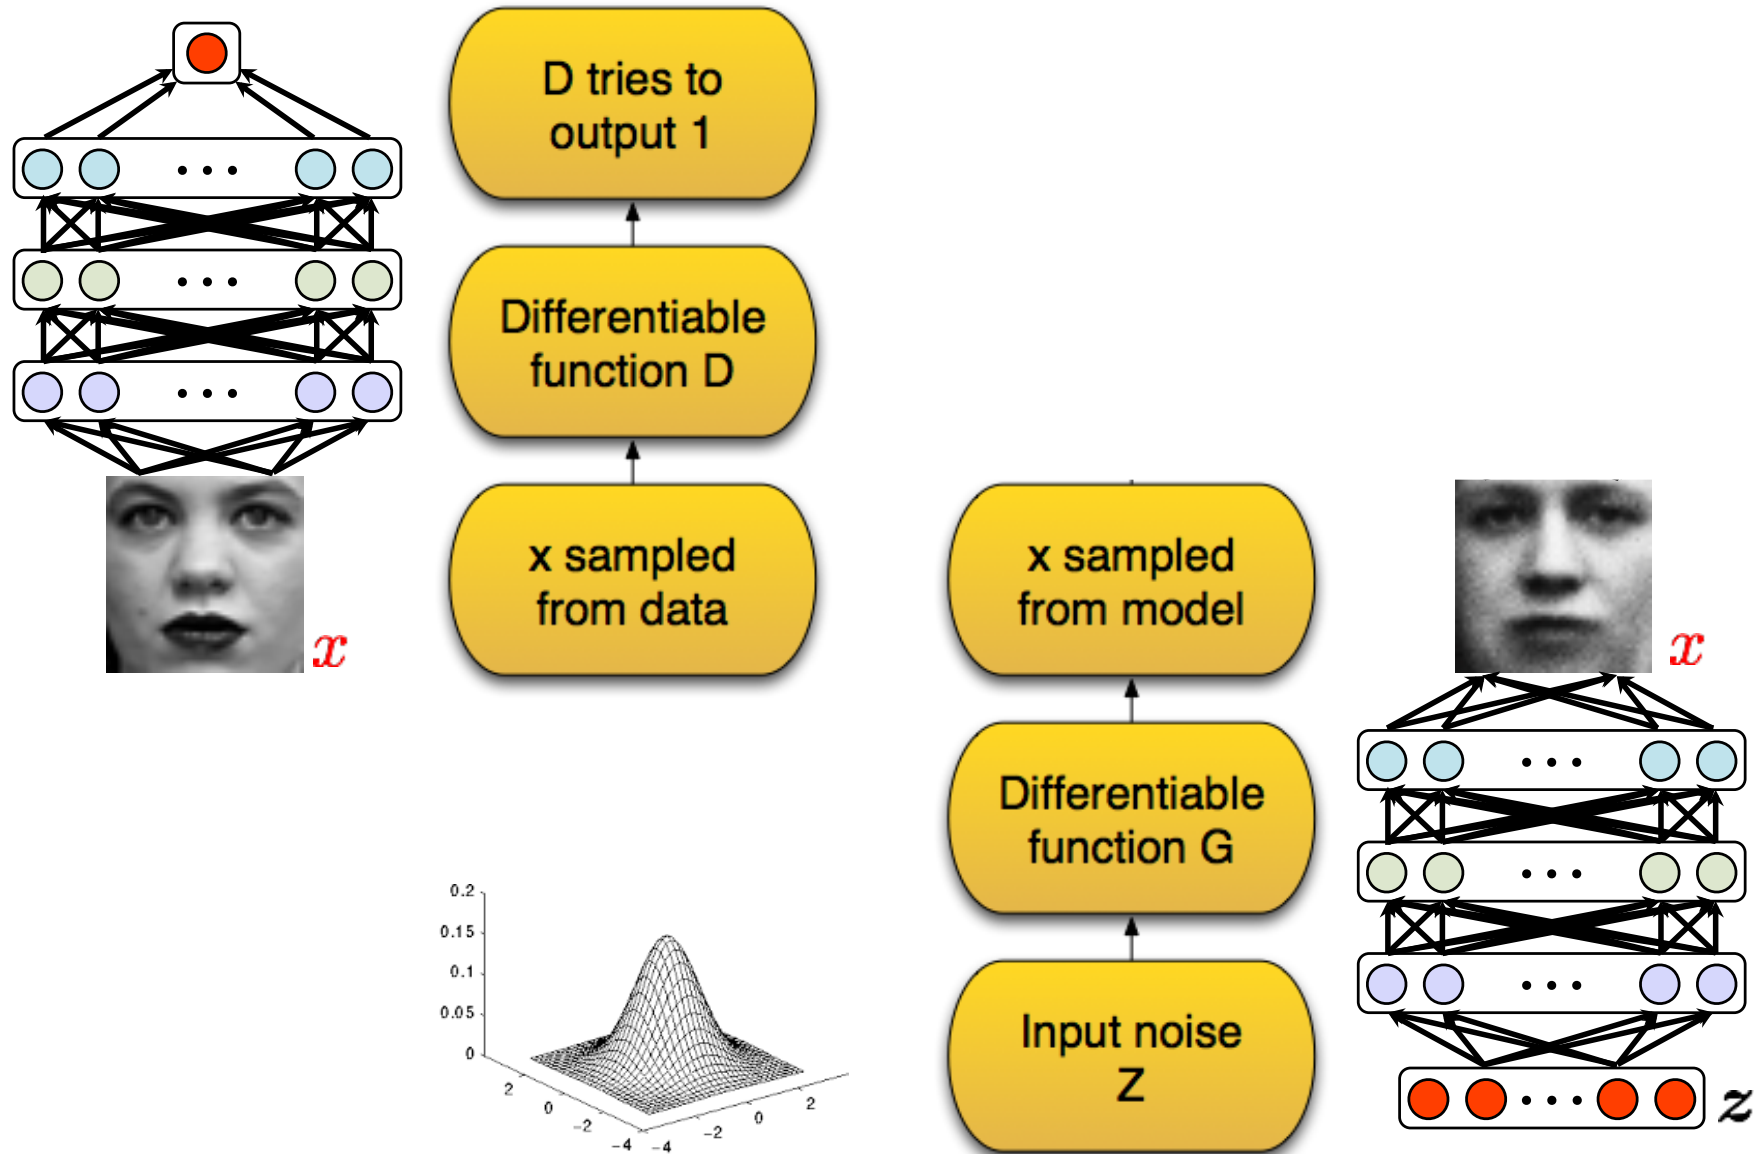 D tries to
output 1
Differentiable
function D
x sampled
from data
x
x sampled
from model
x
Differentiable
function G
Input noise
Z
z
0.2
0.15
0.1
0.05
0
2
0
-2
-4
-4
-2
0
2